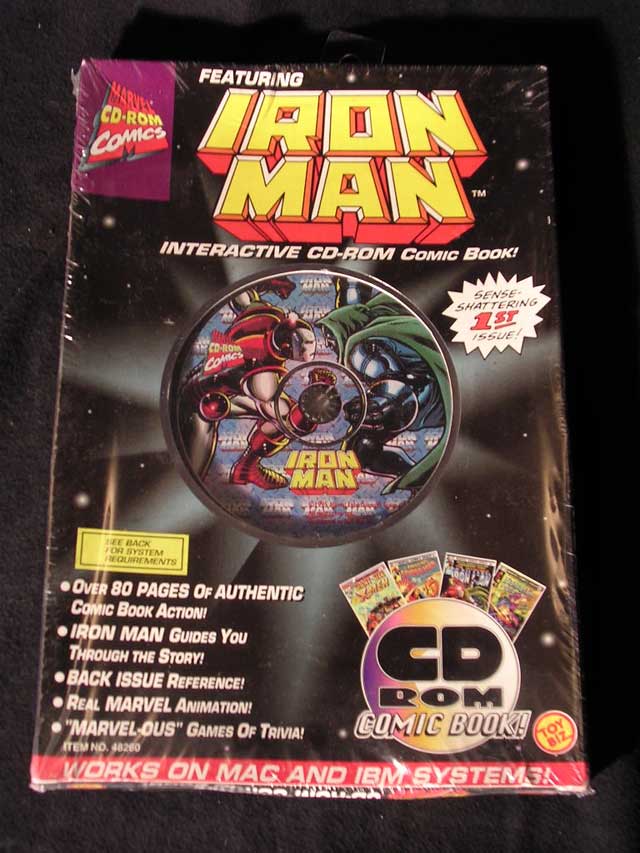 MARVEL
CD-ROM
COMICS
FEATURING
IRON
MAN™
INTERACTIVE CD-ROM COMIC BOOK!
SENSE-
SHATTERING
1ST
ISSUE!
CD-ROM
COMICS
IRON
MAN
SEE BACK
FOR SYSTEM
REQUIREMENTS
• OVER 80 PAGES OF AUTHENTIC
COMIC BOOK ACTION!
• IRON MAN GUIDES YOU
THROUGH THE STORY!
• BACK ISSUE REFERENCE!
• REAL MARVEL ANIMATION!
• "MARVEL-OUS" GAMES OF TRIVIA!
ITEM NO. 48260
CD
ROM
COMIC BOOK!
TOY
BIZ
WORKS ON MAC AND IBM SYSTEMS!